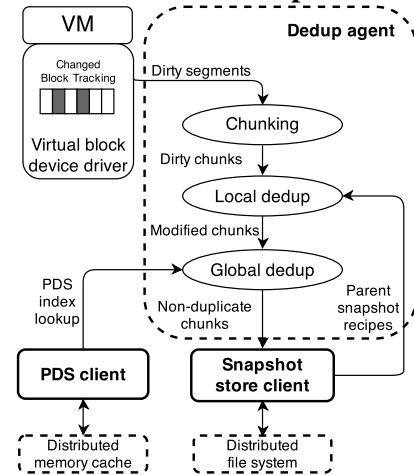 VM
Dedup agent
Changed
Block Tracking
Dirty segments
Virtual block
device driver
Chunking
Dirty chunks
Local dedup
Modified chunks
Global dedup
PDS
index
lookup
Non-duplicate
chunks
Parent
snapshot
recipes
PDS client
Snapshot
store client
Distributed
memory cache
Distributed
file system